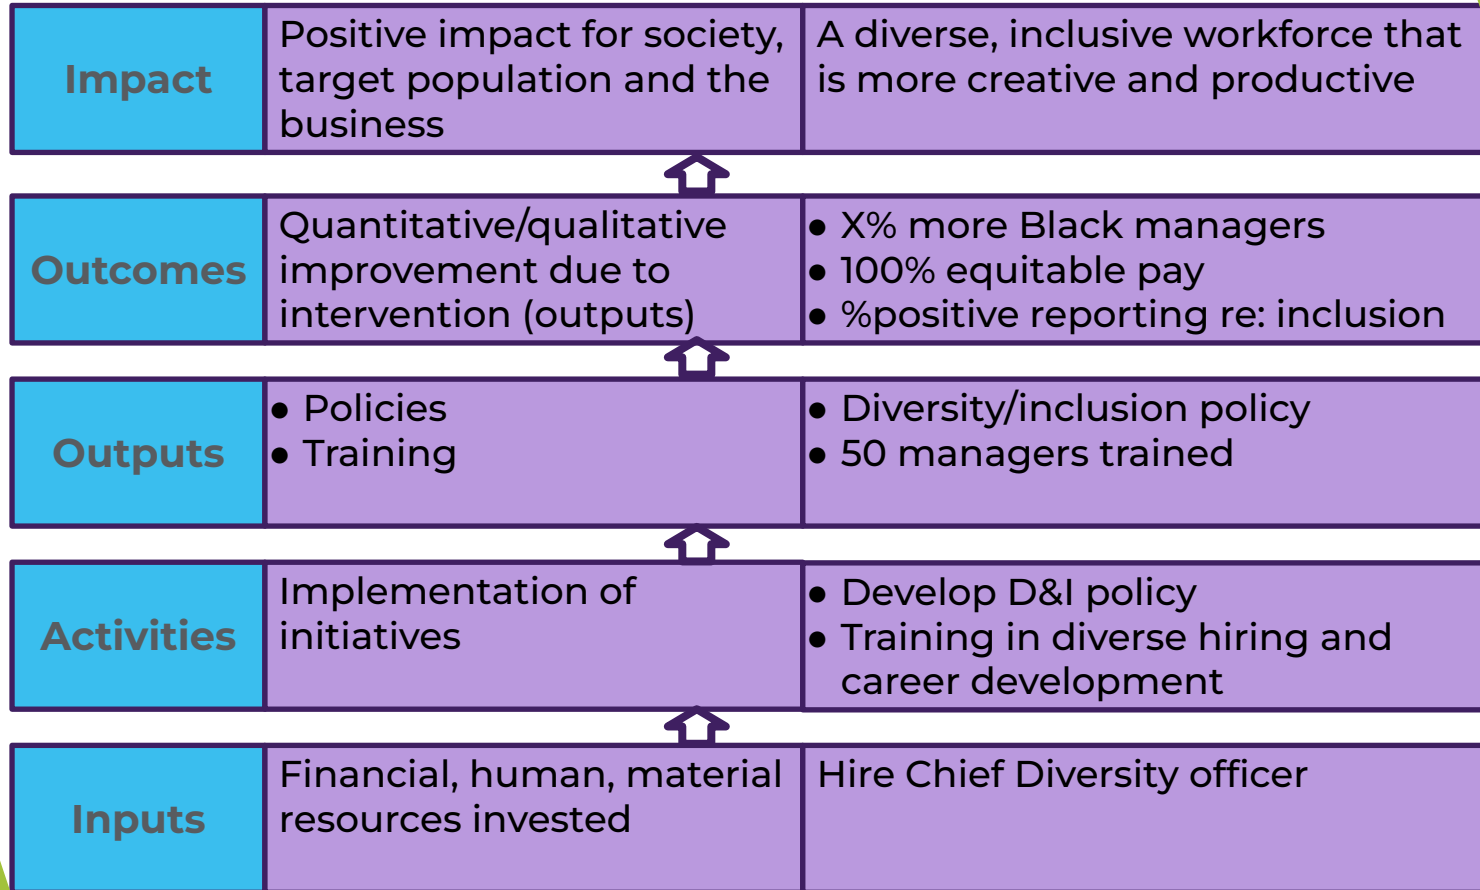 Impact
Positive impact for society,
target population and the
business
A diverse, inclusive workforce that
is more creative and productive
Outcomes
Quantitative/qualitative
improvement due to
intervention (outputs)
● X% more Black managers
● 100% equitable pay
● %positive reporting re: inclusion
Outputs
● Policies
● Training
● Diversity/inclusion policy
● 50 managers trained
Activities
Implementation of
initiatives
● Develop D&I policy
● Training in diverse hiring and
career development
Inputs
Financial, human, material
resources invested
Hire Chief Diversity officer